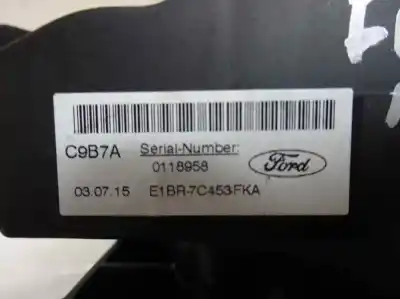 C9B7A Serial-Number:
0118958
Ford
03.07.15 E1BR-7C453-FKA